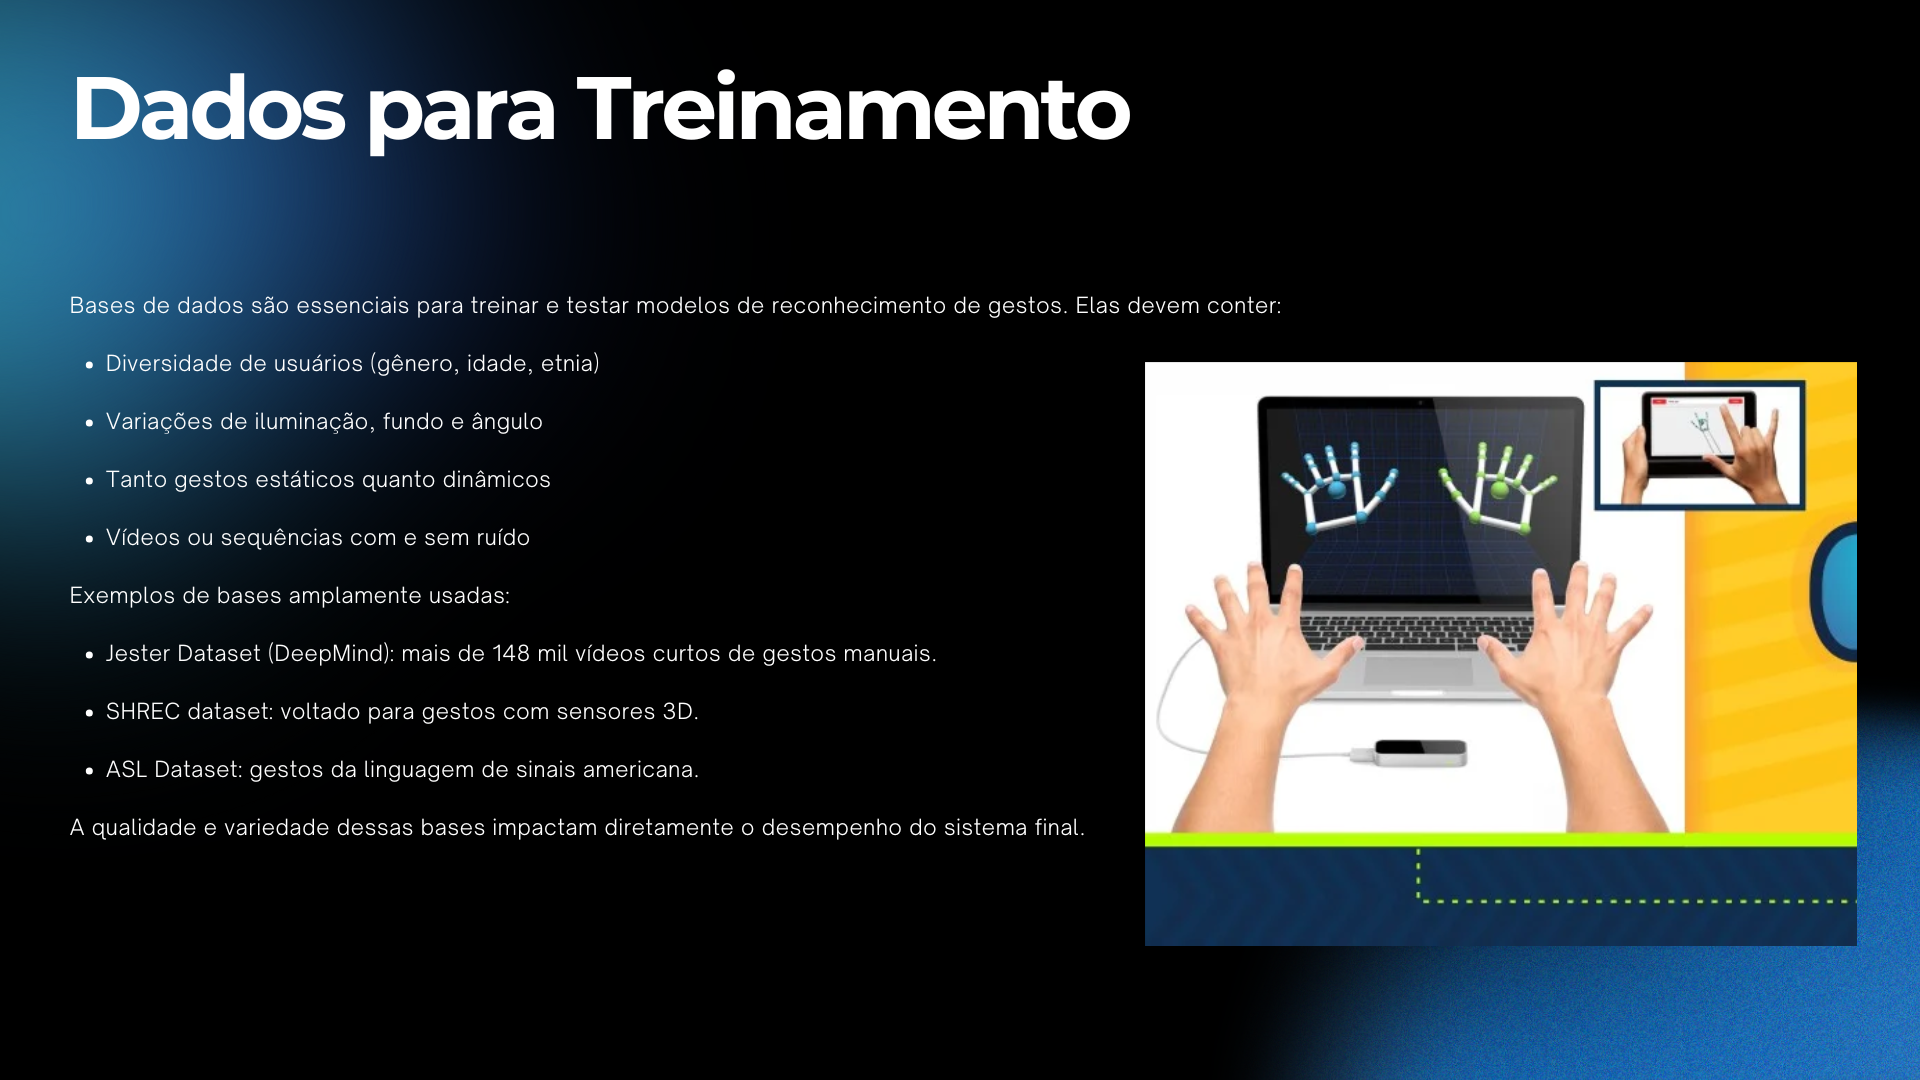 Dados para Treinamento
Bases de dados são essenciais para treinar e testar modelos de reconhecimento de gestos. Elas devem conter:
• Diversidade de usuários (gênero, idade, etnia)
• Variações de iluminação, fundo e ângulo
• Tanto gestos estáticos quanto dinâmicos
• Vídeos ou sequências com e sem ruído
Exemplos de bases amplamente usadas:
• Jester Dataset (DeepMind): mais de 148 mil vídeos curtos de gestos manuais.
• SHREC dataset: voltado para gestos com sensores 3D.
• ASL Dataset: gestos da linguagem de sinais americana.
A qualidade e variedade dessas bases impactam diretamente o desempenho do sistema final.